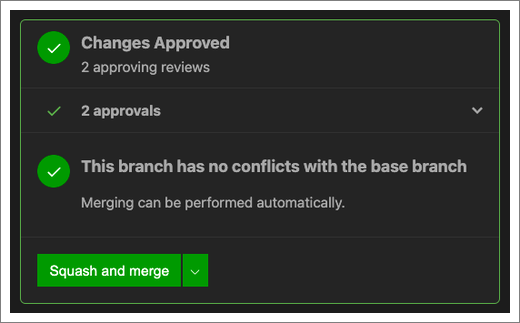 Changes Approved
2 approving reviews
2 approvals
This branch has no conflicts with the base branch
Merging can be performed automatically.
Squash and merge